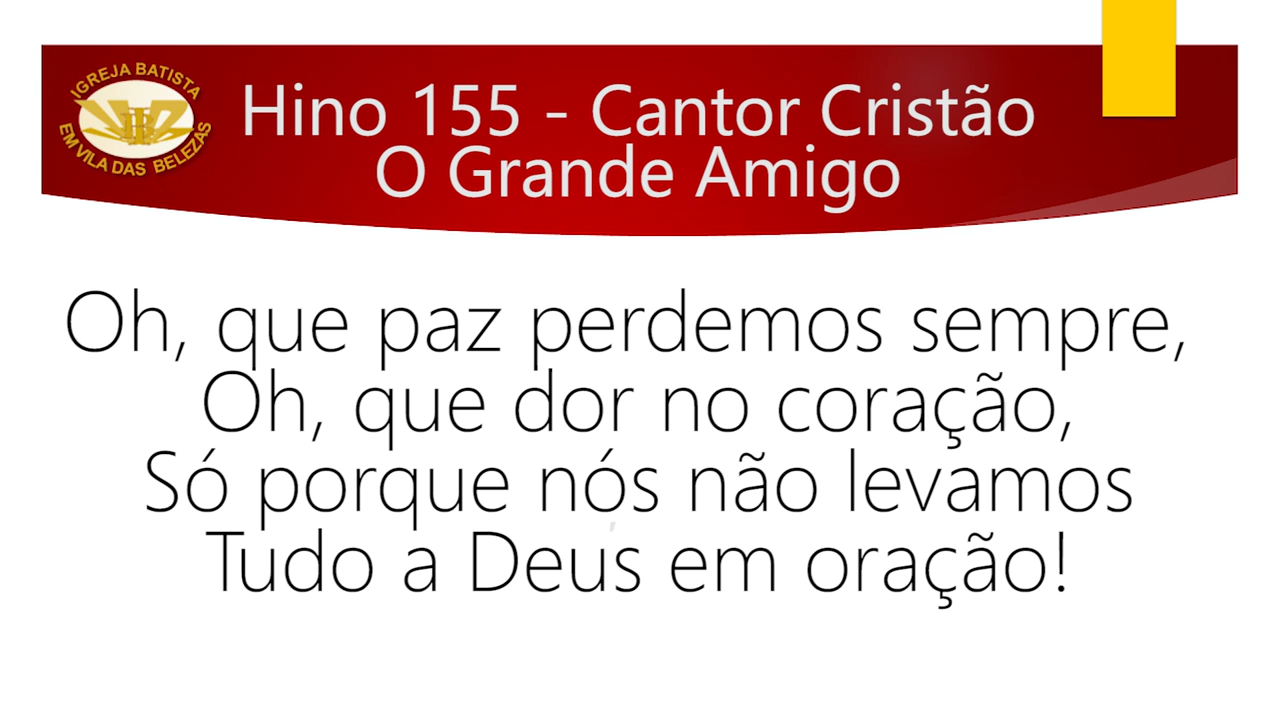 IGREJA BATISTA
EM VILA DAS BELEZAS
Hino 155 - Cantor Cristão
O Grande Amigo
Oh, que paz perdemos sempre,
Oh, que dor no coração,
Só porque nós não levamos
Tudo a Deus em oração!